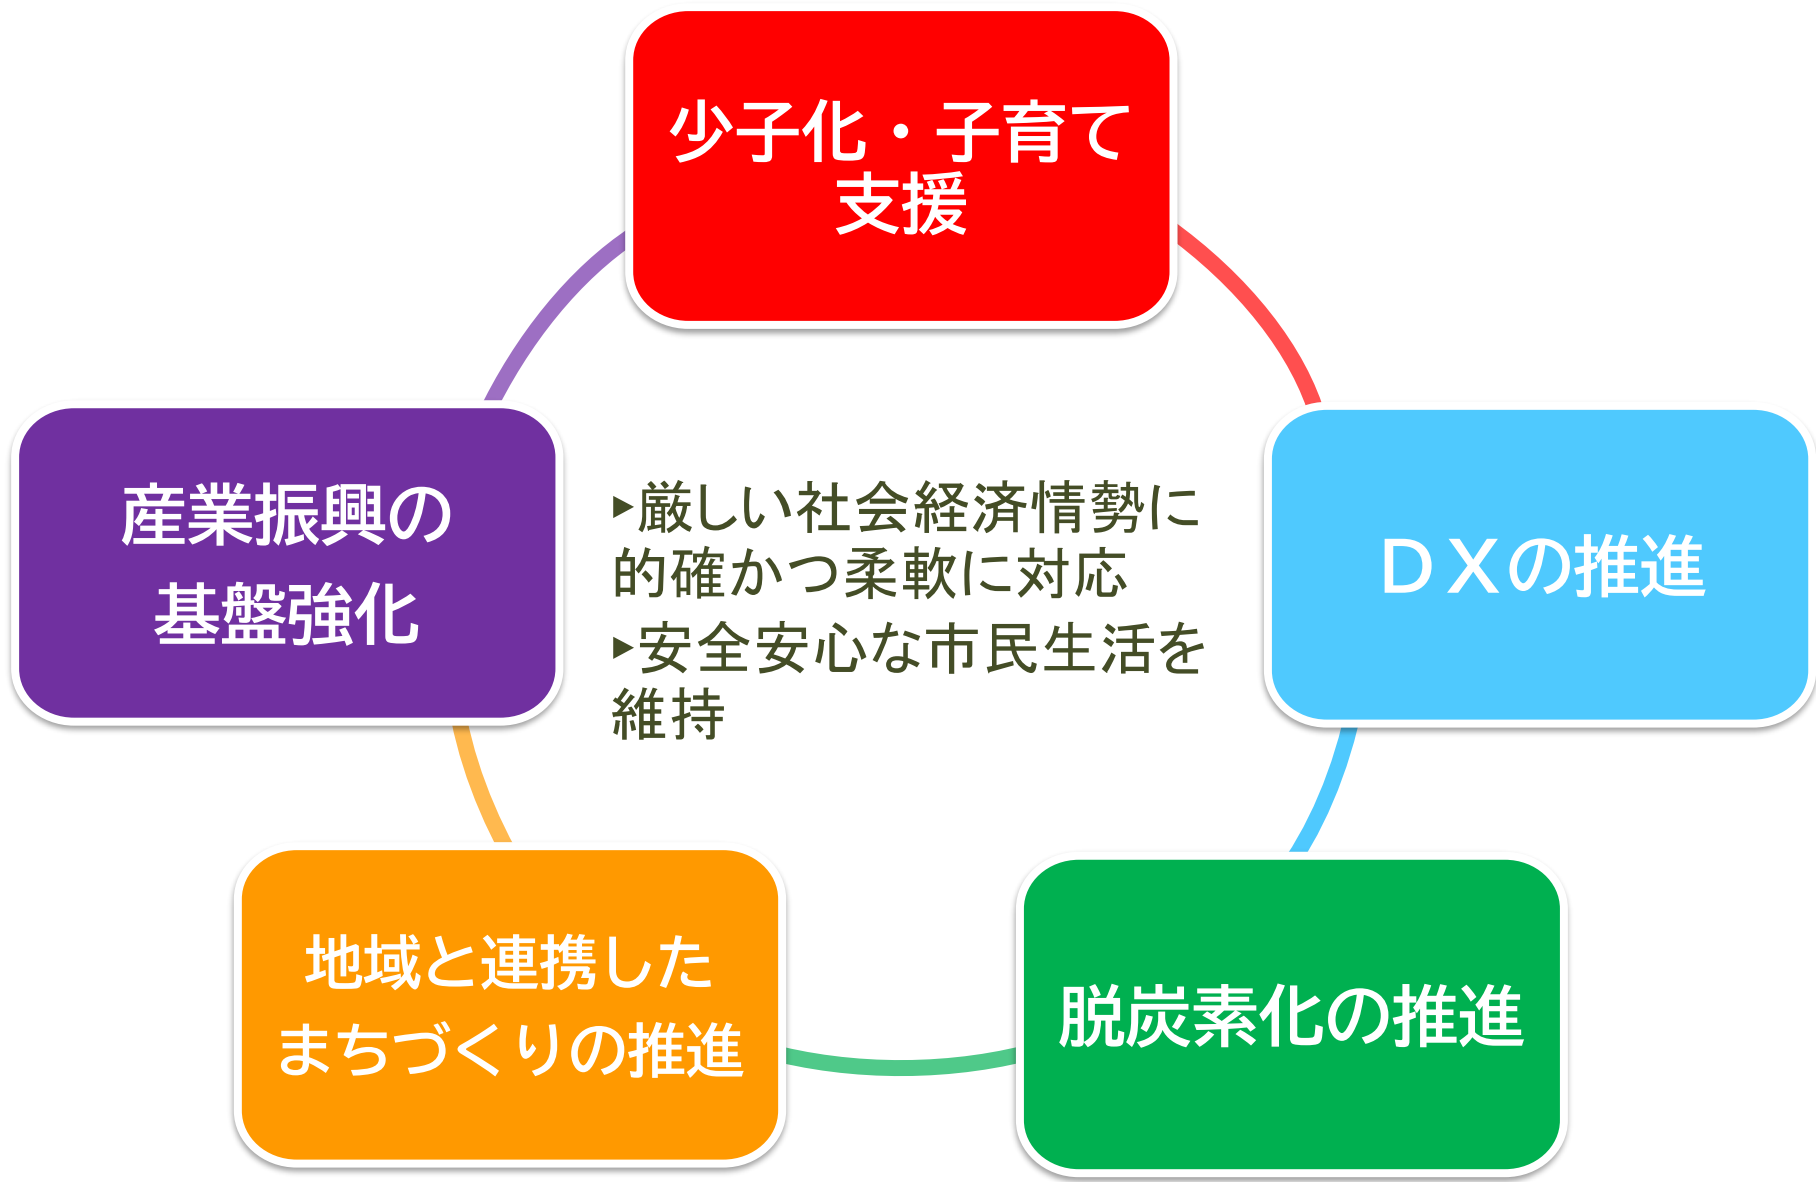 少子化・子育て
支援
産業振興の
基盤強化
▸厳しい社会経済情勢に
的確かつ柔軟に対応
▸安全安心な市民生活を
維持
ＤＸの推進
地域と連携した
まちづくりの推進
脱炭素化の推進